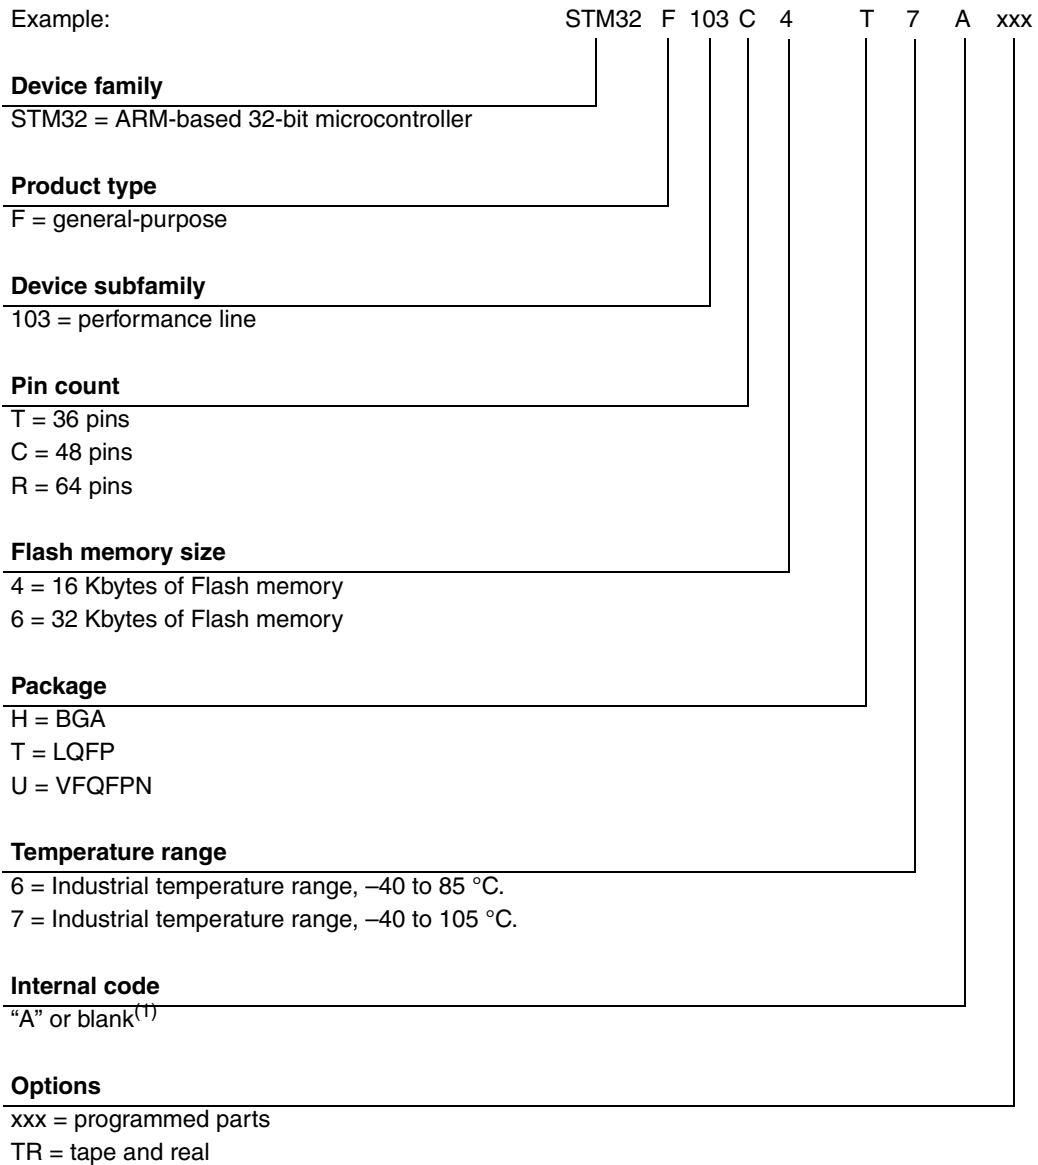 Example: STM32 F 103 C 4 T 7 A xxx
Device family
STM32 = ARM-based 32-bit microcontroller
Product type
F = general-purpose
Device subfamily
103 = performance line
Pin count
T = 36 pins
C = 48 pins
R = 64 pins
Flash memory size
4 = 16 Kbytes of Flash memory
6 = 32 Kbytes of Flash memory
Package
H = BGA
T = LQFP
U = VFQFPN
Temperature range
6 = Industrial temperature range, –40 to 85 °C.
7 = Industrial temperature range, –40 to 105 °C.
Internal code
“A” or blank(1)
Options
xxx = programmed parts
TR = tape and real